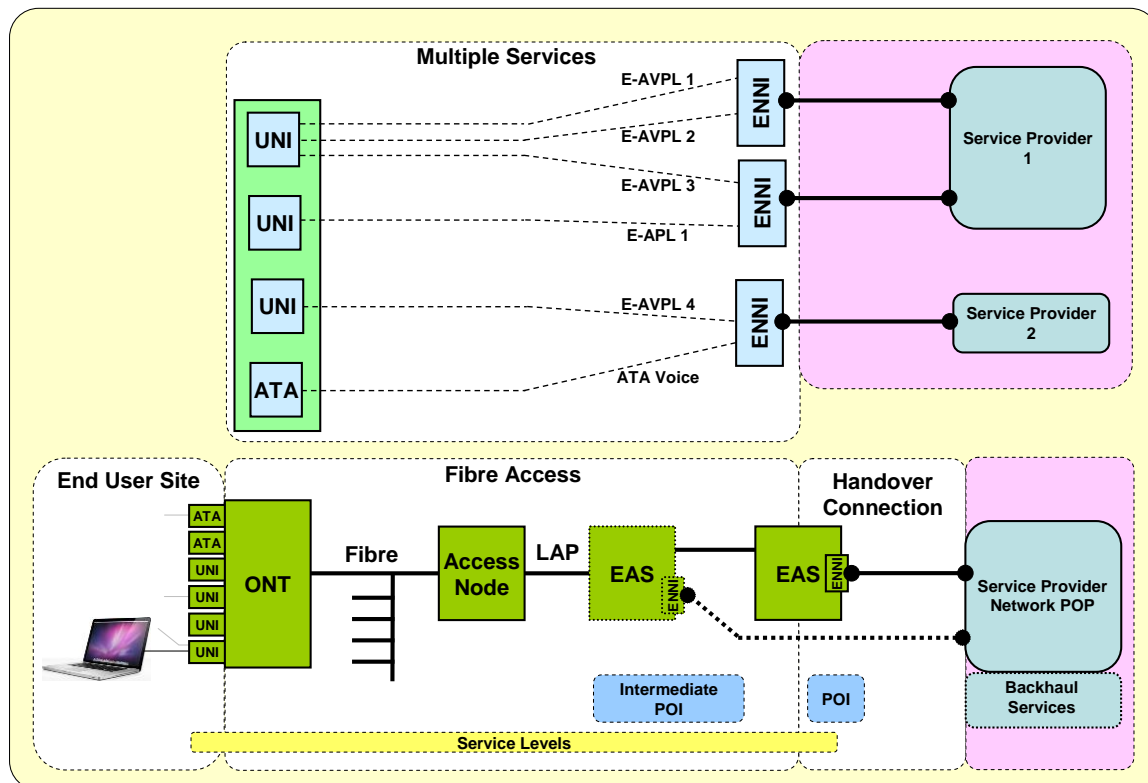 Multiple Services
E-AVPL 1
UNI
ENNI
E-AVPL 2
Service Provider
1
E-AVPL 3
UNI
ENNI
E-APL 1
UNI
E-AVPL 4
ENNI
Service Provider
2
ATA
ATA Voice
End User Site
Fibre Access
Handover
Connection
ATA
ATA
UNI
UNI
UNI
UNI
ONT
Fibre
Access
Node
LAP
EAS
ENNI
EAS
ENNI
Service Provider
Network POP
Intermediate
POI
POI
Backhaul
Services
Service Levels